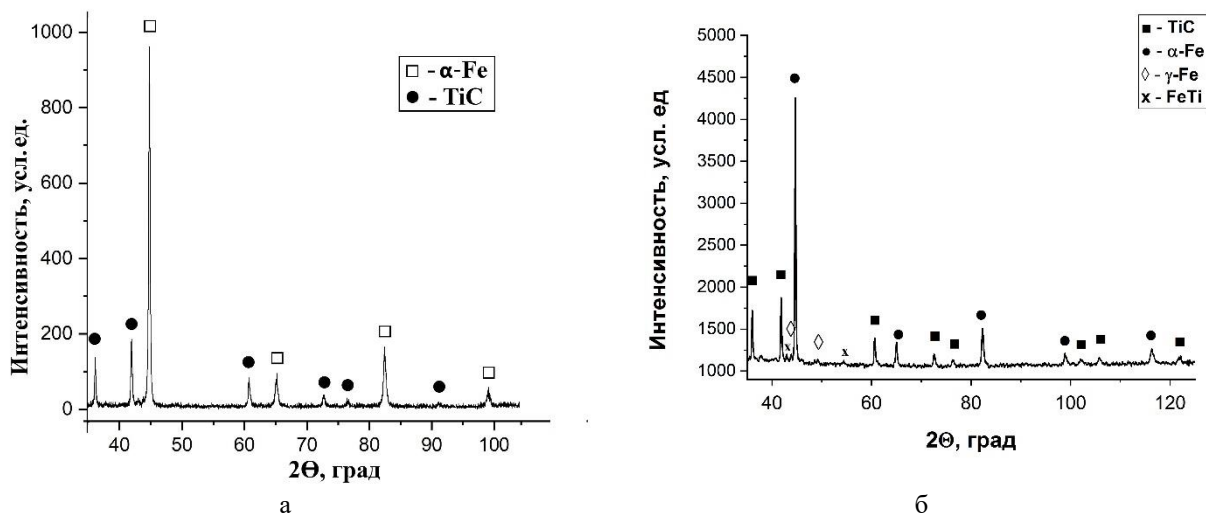 1000
800
600
400
200
0
Интенсивность, усл.ед.
□ - α-Fe
● - TiC
40 50 60 70 80 90 100
2Θ, град
а
5000
4500
4000
3500
3000
2500
2000
1500
1000
Интенсивность, усл. ед
■ - TiC
● - α-Fe
◇ - γ-Fe
x - FeTi
x
x
40 60 80 100 120
2Θ, град
б